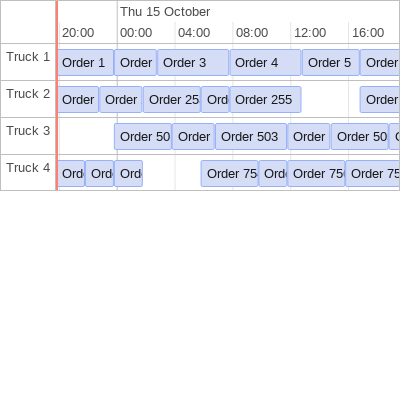 Thu 15 October
20:00 00:00 04:00 08:00 12:00 16:00
Truck 1 Order 1 Order Order 3 Order 4 Order 5 Order
Truck 2 Order Order Order 25 Ord Order 255 Order
Truck 3 Order 50 Order Order 503 Order Order 50
Truck 4 Ord Ord Ord Order 75 Ord Order 75 Order 75